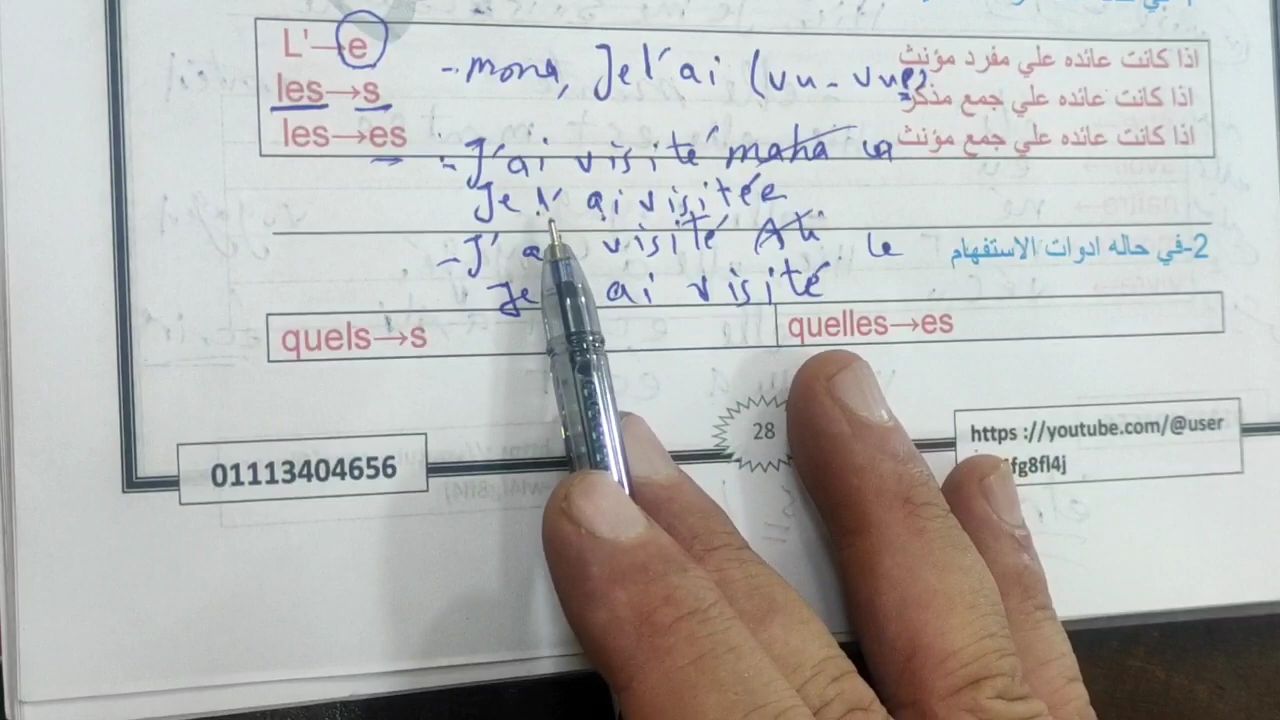 L'→e
- mona, Je l'ai (vu - vue)
اذا كانت عائده علي مفرد مؤنث
les→s
اذا كانت عائده علي جمع مذكر
les→es
اذا كانت عائده علي جمع مؤنث
- J'ai visité maha la
Je l'ai visitée
- J'ai visité Ali le
2-في حاله ادوات الاستفهام
Je ai visité
quels→s
quelles→es
01113404656
28
https ://youtube.com/@user
fg8fl4j